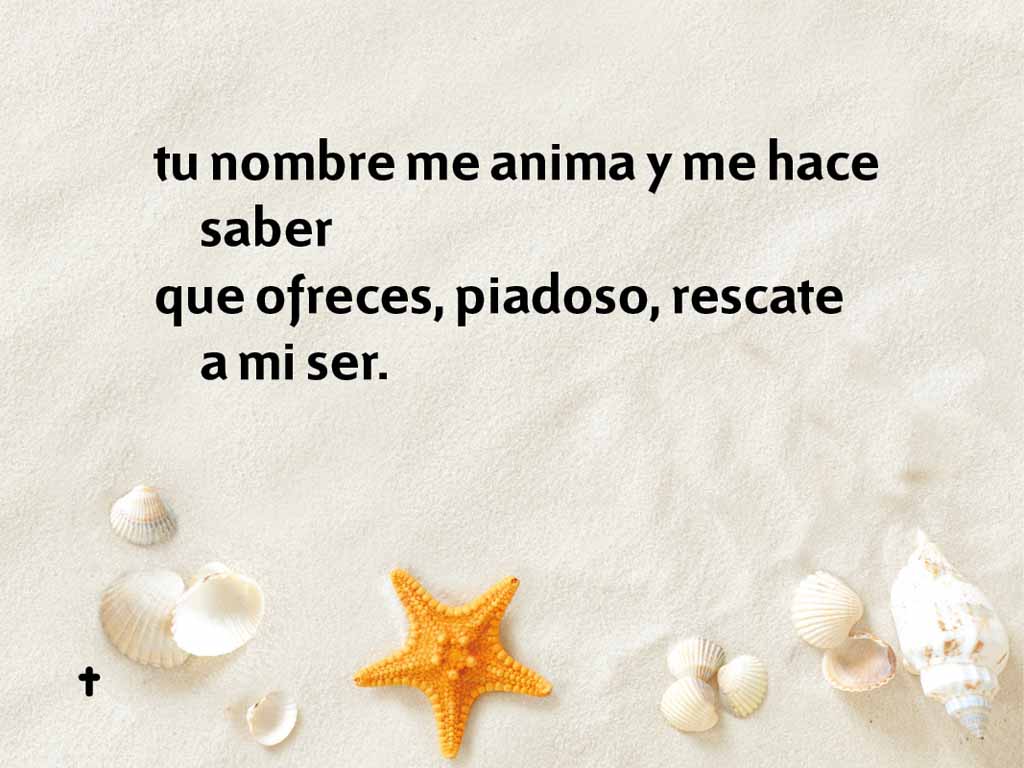 tu nombre me anima y me hace
saber
que ofreces, piadoso, rescate
a mi ser.